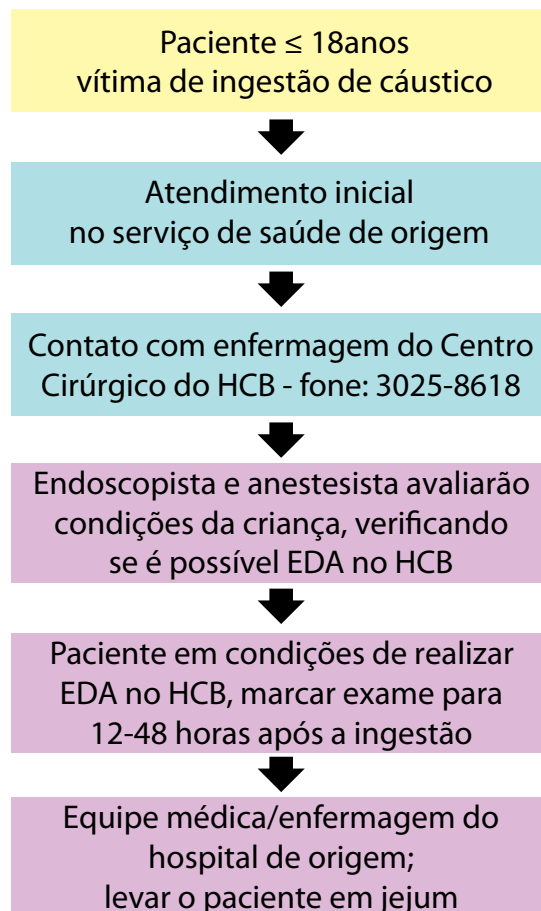 Paciente ≤ 18anos
vítima de ingestão de cáustico
Atendimento inicial
no serviço de saúde de origem
Contato com enfermagem do Centro
Cirúrgico do HCB - fone: 3025-8618
Endoscopista e anestesista avaliarão
condições da criança, verificando
se é possível EDA no HCB
Paciente em condições de realizar
EDA no HCB, marcar exame para
12-48 horas após a ingestão
Equipe médica/enfermagem do
hospital de origem;
levar o paciente em jejum